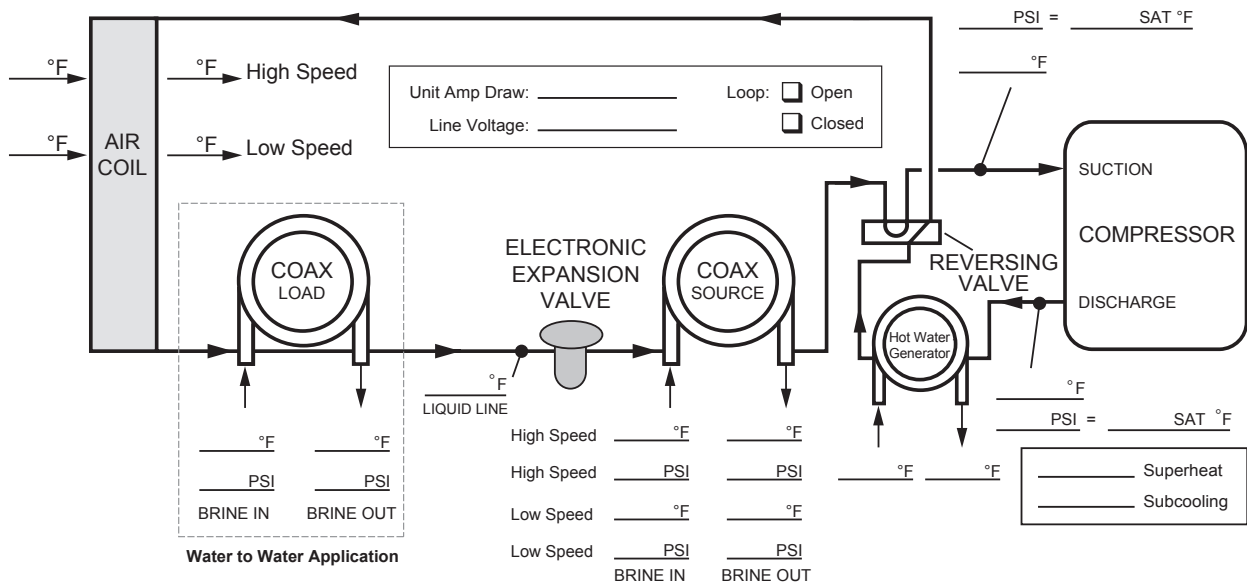 PSI = SAT °F
°F
°F °F High Speed
Unit Amp Draw: Loop: Open
Line Voltage: Closed
AIR
COIL
°F °F Low Speed
SUCTION
COMPRESSOR
DISCHARGE
REVERSING
VALVE
COAX
LOAD
ELECTRONIC
EXPANSION
VALVE
COAX
SOURCE
Hot Water
Generator
°F
LIQUID LINE
°F
PSI = SAT °F
°F °F
PSI PSI
BRINE IN BRINE OUT
Water to Water Application
High Speed °F °F
High Speed PSI PSI
Low Speed °F °F
Low Speed PSI PSI
BRINE IN BRINE OUT
°F °F
Superheat
Subcooling